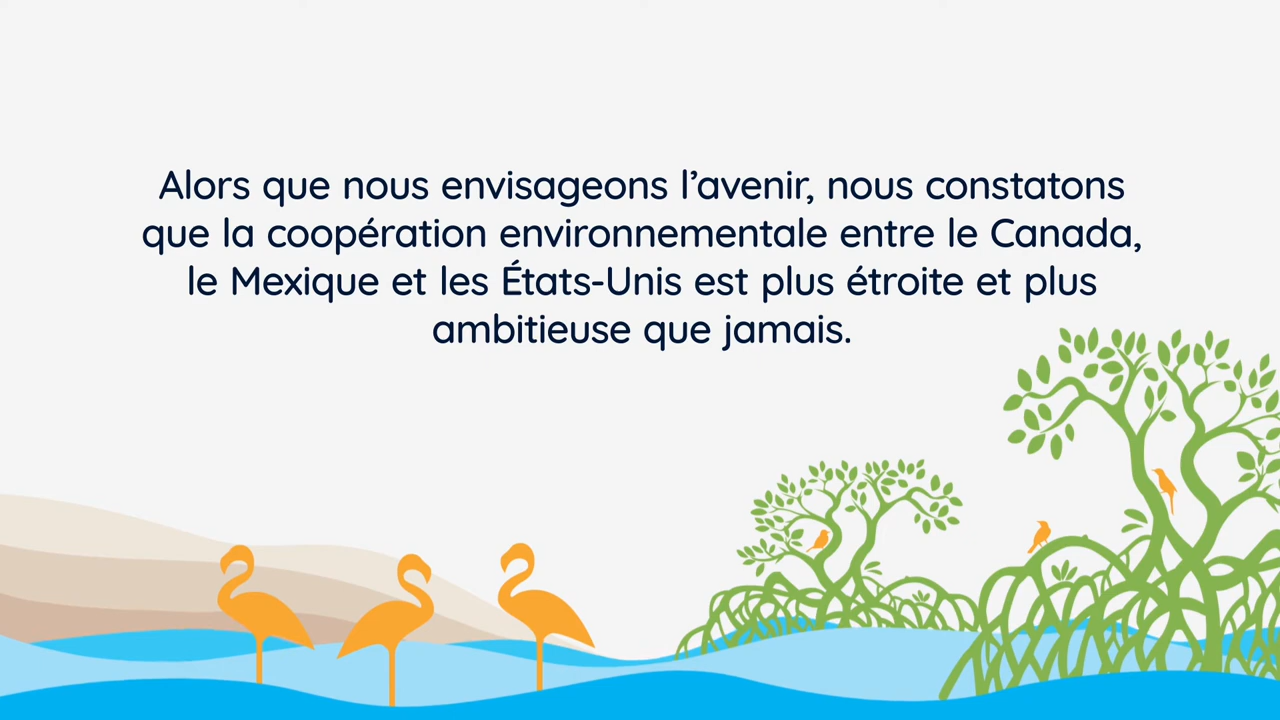 Alors que nous envisageons l’avenir, nous constatons
que la coopération environnementale entre le Canada,
le Mexique et les États-Unis est plus étroite et plus
ambitieuse que jamais.